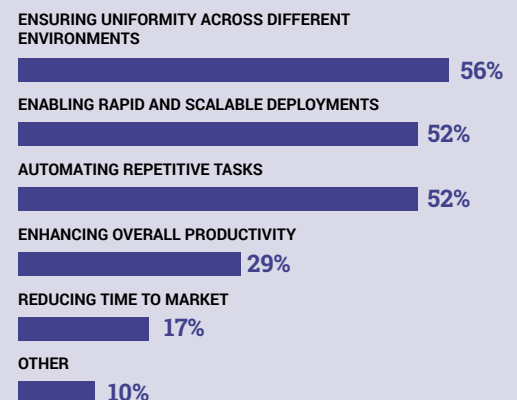 ENSURING UNIFORMITY ACROSS DIFFERENT
ENVIRONMENTS
56%
ENABLING RAPID AND SCALABLE DEPLOYMENTS
52%
AUTOMATING REPETITIVE TASKS
52%
ENHANCING OVERALL PRODUCTIVITY
29%
REDUCING TIME TO MARKET
17%
OTHER
10%